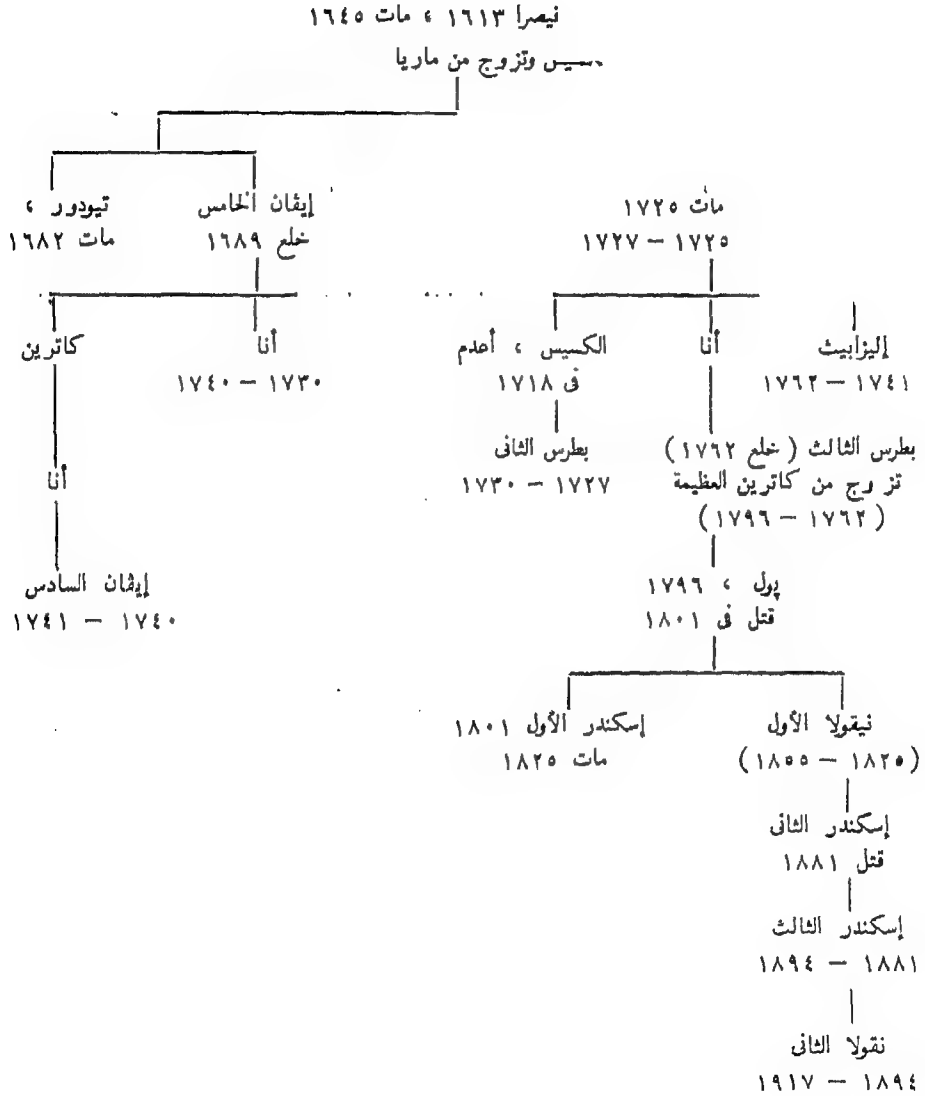 ١٦١٣ ، مات ١٦٤٥
وتزوج من ماريا
مات ١٧٢٥
١٧٢٥ — ١٧٢٧
إيڤان الخامس
خلع ١٦٨٩
تيودور ،
مات ١٦٨٢
إليزابيث
١٧٤١ — ١٧٦٢
أنا
الكسيس ، أعدم
فى ١٧١٨
أنا
١٧٣٠ — ١٧٤٠
كاترين
بطرس الثالث ( خلع ١٧٦٢ )
تزوج من كاترين العظيمة
( ١٧٦٢ — ١٧٩٦ )
بطرس الثانى
١٧٢٧ — ١٧٣٠
أنا
إيڤان السادس
١٧٤٠ — ١٧٤١
پول ، ١٧٩٦
قتل فى ١٨٠١
نيقولا الأول
( ١٨٢٥ — ١٨٥٥ )
إسكندر الأول ١٨٠١
مات ١٨٢٥
إسكندر الثانى
قتل ١٨٨١
إسكندر الثالث
١٨٨١ — ١٨٩٤
نقولا الثانى
١٨٩٤ — ١٩١٧